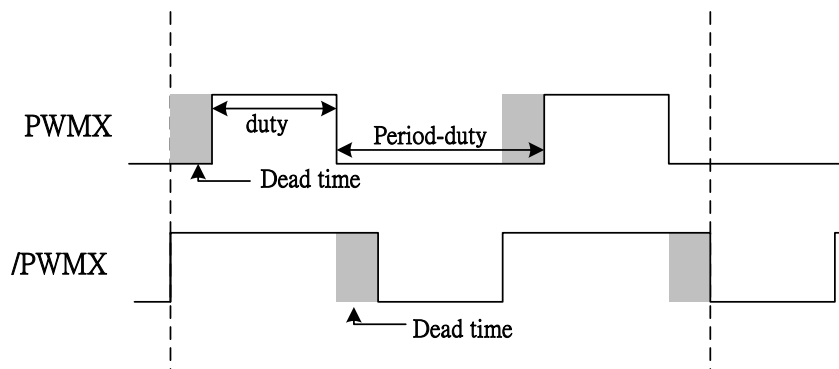 PWMX
duty
Period-duty
Dead time
/PWMX
Dead time